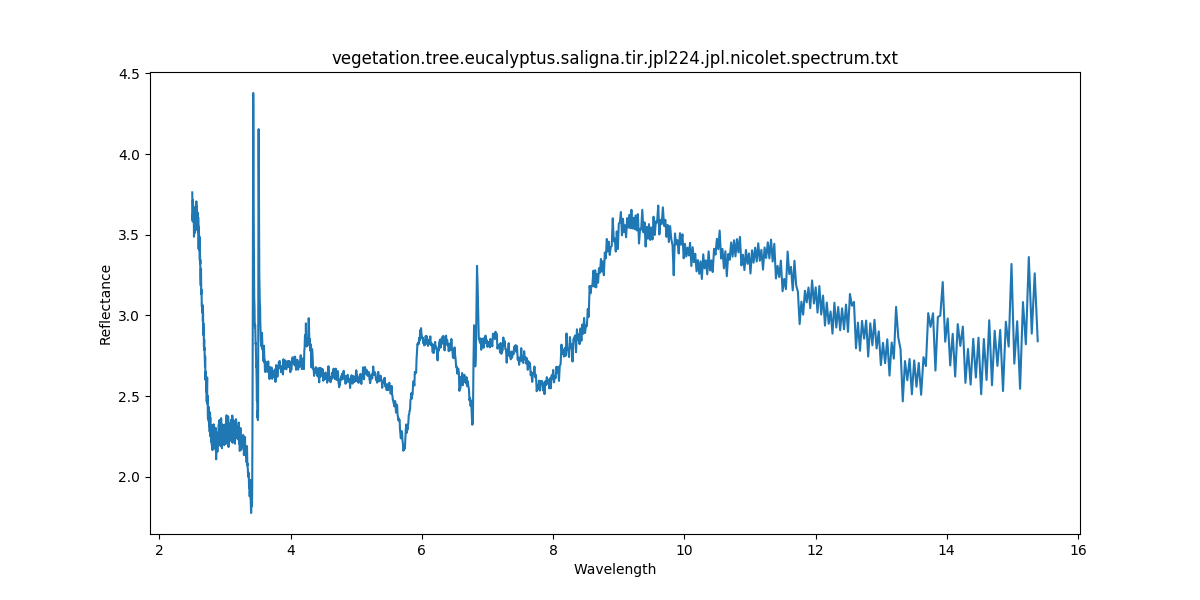 vegetation.tree.eucalyptus.saligna.tir.jpl224.jpl.nicolet.spectrum.txt
4.5
4.0
3.5
3.0
2.5
2.0
Reflectance
2 4 6 8 10 12 14 16
Wavelength